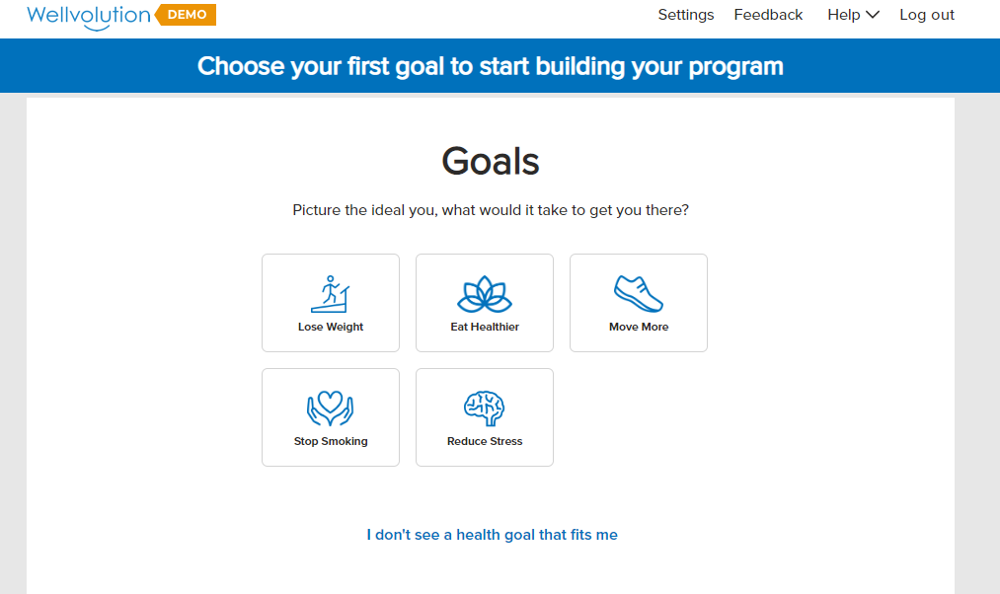 Wellvolution DEMO Settings Feedback Help Log out
Choose your first goal to start building your program
Goals
Picture the ideal you, what would it take to get you there?
Lose Weight Eat Healthier Move More
Stop Smoking Reduce Stress
I don't see a health goal that fits me